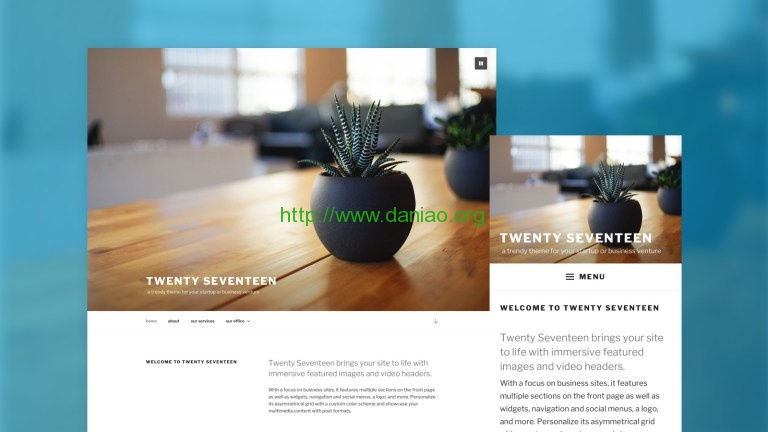 http://www.daniao.org
TWENTY SEVENTEEN
a trendy theme for your startup or business venture
home about our services our office
WELCOME TO TWENTY SEVENTEEN
Twenty Seventeen brings your site to life with
immersive featured images and video headers.
With a focus on business sites, it features multiple sections on the front page
as well as widgets, navigation and social menus, a logo, and more. Personalize
its asymmetrical grid with a custom color scheme and showcase your
multimedia content with post formats.
TWENTY SEVENTEEN
a trendy theme for your startup or business venture
MENU
WELCOME TO TWENTY SEVENTEEN
Twenty Seventeen brings your site
to life with immersive featured
images and video headers.
With a focus on business sites, it features
multiple sections on the front page as well as
widgets, navigation and social menus, a logo,
and more. Personalize its asymmetrical grid